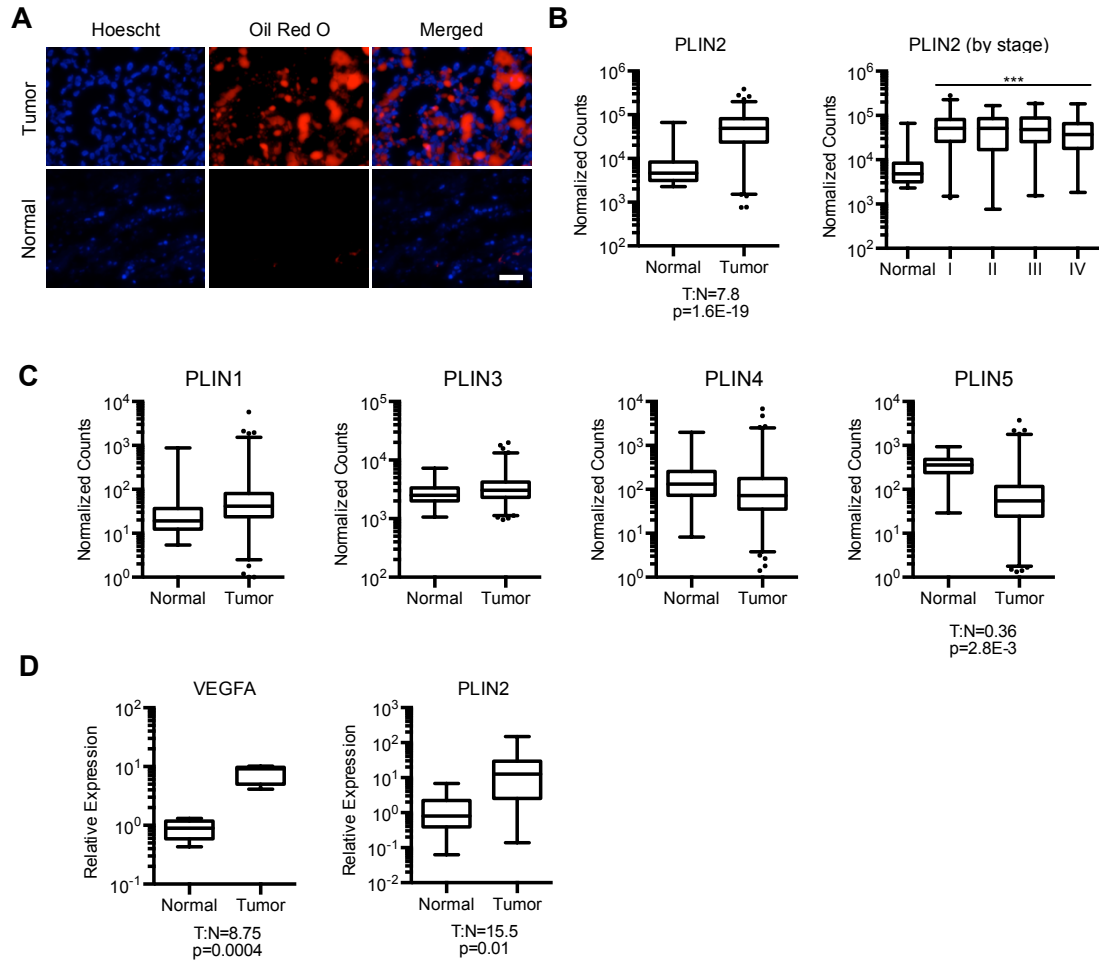 A
Hoescht Oil Red O Merged
Tumor
Normal
B
PLIN2
Normalized Counts
10^6
10^5
10^4
10^3
10^2
Normal Tumor
T:N=7.8
p=1.6E-19
PLIN2 (by stage)
***
Normalized Counts
10^6
10^5
10^4
10^3
10^2
Normal I II III IV
C
PLIN1
Normalized Counts
10^4
10^3
10^2
10^1
10^0
Normal Tumor
PLIN3
Normalized Counts
10^5
10^4
10^3
10^2
Normal Tumor
PLIN4
Normalized Counts
10^4
10^3
10^2
10^1
10^0
Normal Tumor
PLIN5
Normalized Counts
10^4
10^3
10^2
10^1
10^0
Normal Tumor
T:N=0.36
p=2.8E-3
D
VEGFA
Relative Expression
10^2
10^1
10^0
10^-1
Normal Tumor
T:N=8.75
p=0.0004
PLIN2
Relative Expression
10^3
10^2
10^1
10^0
10^-1
10^-2
Normal Tumor
T:N=15.5
p=0.01